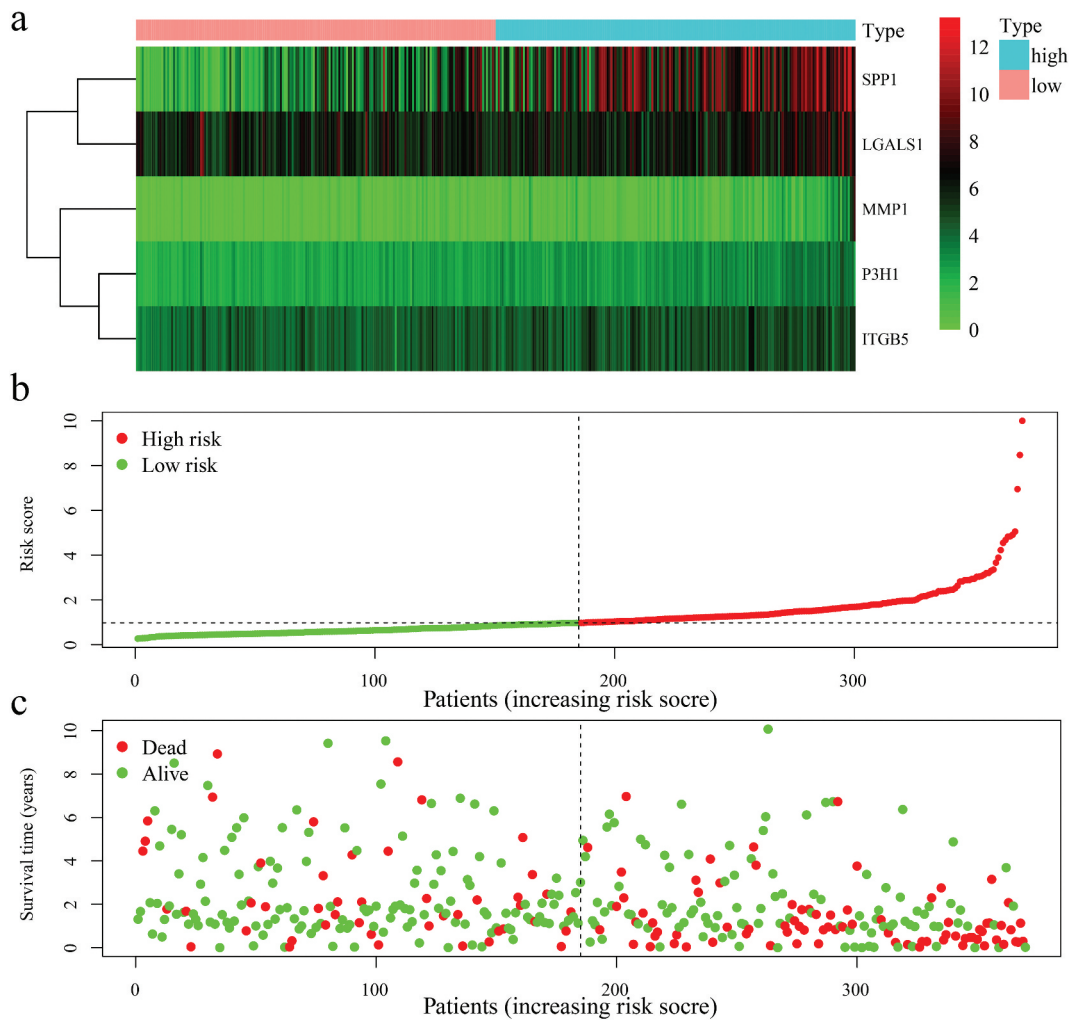 a
Type
SPP1
LGALS1
MMP1
P3H1
ITGB5
12
10
8
6
4
2
0
Type
high
low
b
High risk
Low risk
Risk score
10
8
6
4
2
0
0 100 200 300
Patients (increasing risk socre)
c
Dead
Alive
Survival time (years)
10
8
6
4
2
0
0 100 200 300
Patients (increasing risk socre)